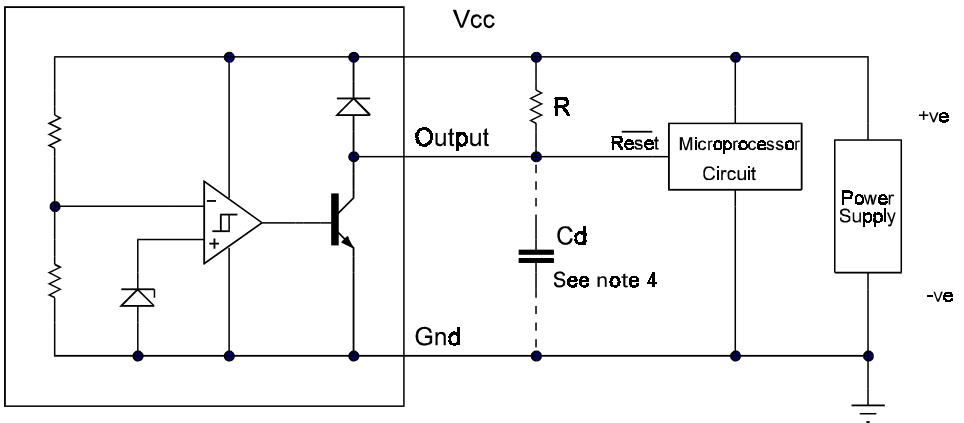 Vcc
R
+ve
Output
Reset
Microprocessor
Circuit
Power
Supply
−
+
Cd
See note 4
-ve
Gnd